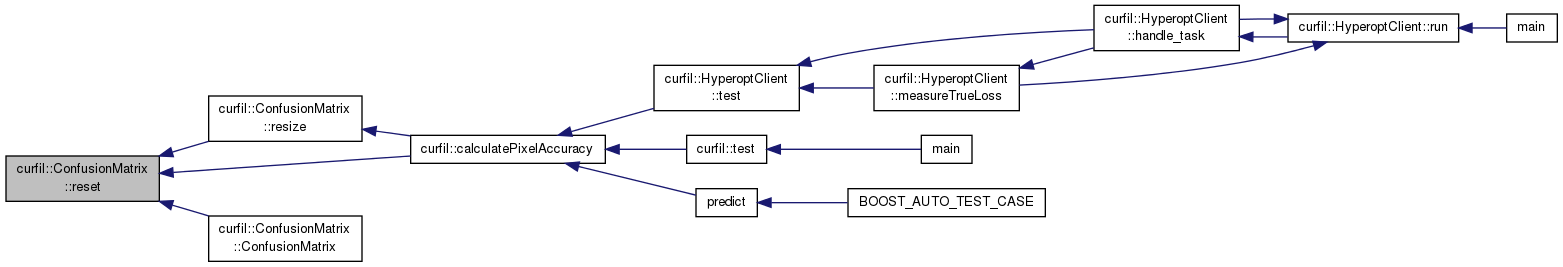 curfil::ConfusionMatrix
::reset
curfil::ConfusionMatrix
::resize
curfil::ConfusionMatrix
::ConfusionMatrix
curfil::calculatePixelAccuracy
curfil::HyperoptClient
::test
curfil::test
predict
curfil::HyperoptClient
::measureTrueLoss
main
BOOST_AUTO_TEST_CASE
curfil::HyperoptClient
::handle_task
curfil::HyperoptClient::run
main